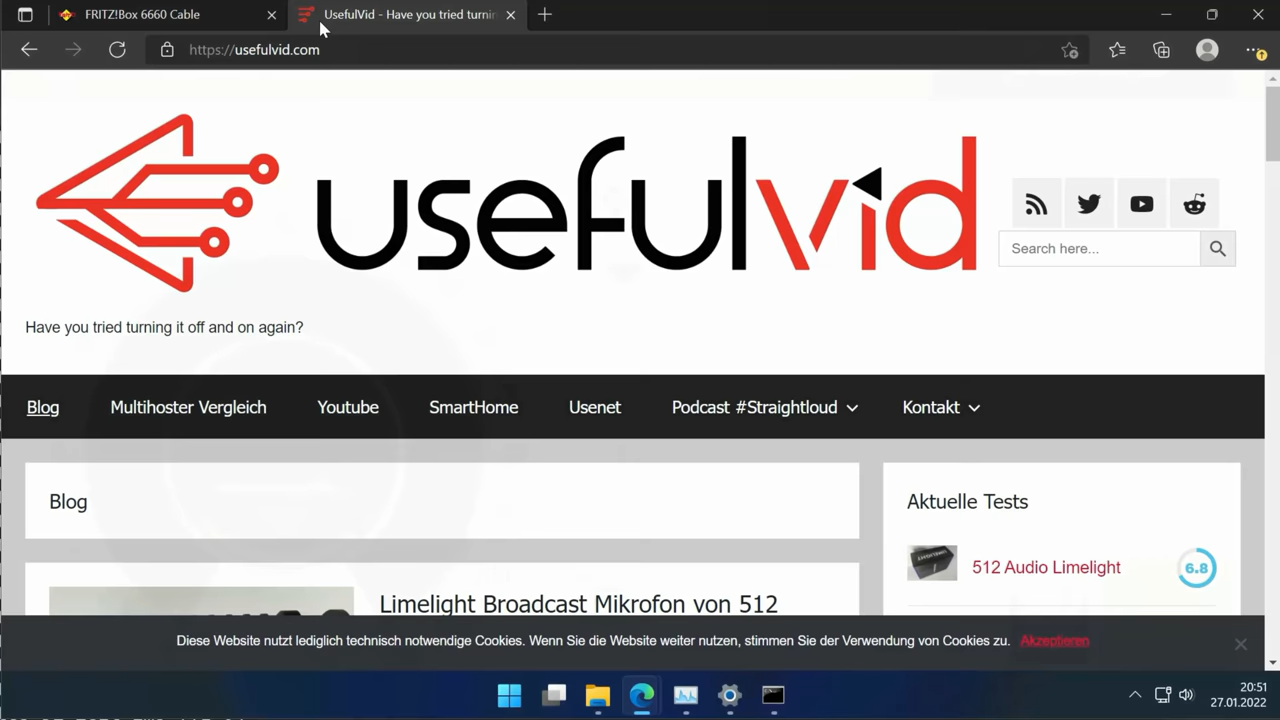 FRITZ!Box 6660 Cable
UsefulVid - Have you tried turnin
https://usefulvid.com
usefulvid
Search here...
Have you tried turning it off and on again?
Blog
Multihoster Vergleich
Youtube
SmartHome
Usenet
Podcast #Straightloud
Kontakt
Blog
Aktuelle Tests
512 Audio Limelight
6.8
Limelight Broadcast Mikrofon von 512
Diese Website nutzt lediglich technisch notwendige Cookies. Wenn Sie die Website weiter nutzen, stimmen Sie der Verwendung von Cookies zu. Akzeptieren
20:51
27.01.2022